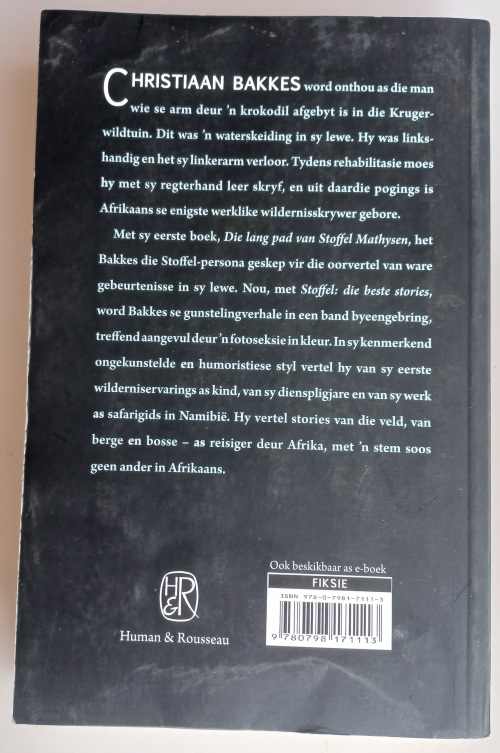 CHRISTIAAN BAKKES word onthou as die man
wie se arm deur 'n krokodil afgebyt is in die Kruger-
wildtuin. Dit was 'n waterskeiding in sy lewe. Hy was links-
handig en het sy linkerarm verloor. Tydens rehabilitasie moes
hy met sy regterhand leer skryf, en uit daardie pogings is
Afrikaans se enigste werklike wildernisskrywer gebore.
Met sy eerste boek, Die lang pad van Stoffel Mathysen, het
Bakkes die Stoffel-persona geskep vir die oorvertel van ware
gebeurtenisse in sy lewe. Nou, met Stoffel: die beste stories,
word Bakkes se gunstelingverhale in een band byeengebring,
treffend aangevul deur 'n fotoseksie in kleur. In sy kenmerkend
ongekunstelde en humoristiese styl vertel hy van sy eerste
wilderniservarings as kind, van sy dienspligjare en van sy werk
as safarigids in Namibië. Hy vertel stories van die veld, van
berge en bosse – as reisiger deur Afrika, met 'n stem soos
geen ander in Afrikaans.
HR
&
Human & Rousseau
Ook beskikbaar as e-boek
FIKSIE
ISBN 978-0-7981-7111-3
9 780798 171113